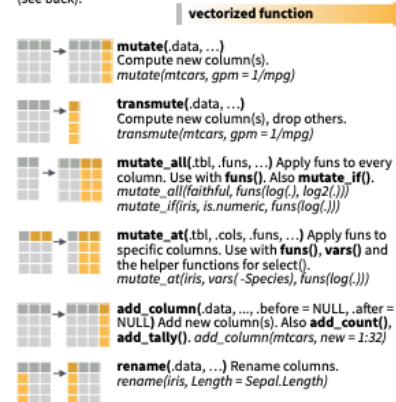 (see back).
vectorized function
mutate(.data, …)
Compute new column(s).
mutate(mtcars, gpm = 1/mpg)
transmute(.data, …)
Compute new column(s), drop others.
transmute(mtcars, gpm = 1/mpg)
mutate_all(.tbl, .funs, …) Apply funs to every
column. Use with funs(). Also mutate_if().
mutate_all(faithful, funs(log(.), log2(.)))
mutate_if(iris, is.numeric, funs(log(.)))
mutate_at(.tbl, .cols, .funs, …) Apply funs to
specific columns. Use with funs(), vars() and
the helper functions for select().
mutate_at(iris, vars( -Species), funs(log(.)))
add_column(.data, ..., .before = NULL, .after =
NULL) Add new column(s). Also add_count(),
add_tally(). add_column(mtcars, new = 1:32)
rename(.data, …) Rename columns.
rename(iris, Length = Sepal.Length)